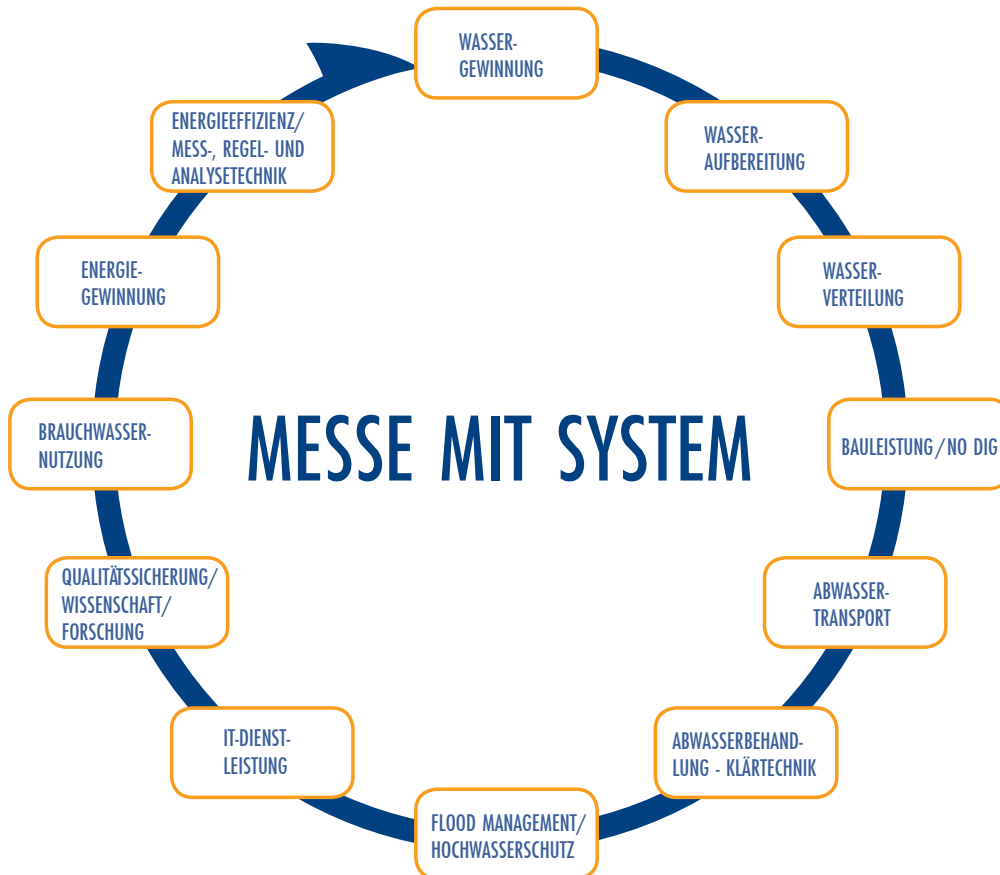 WASSER-
GEWINNUNG
WASSER-
AUFBEREITUNG
WASSER-
VERTEILUNG
BAULEISTUNG/NO DIG
ABWASSER-
TRANSPORT
ABWASSERBEHAND-
LUNG - KLÄRTECHNIK
FLOOD MANAGEMENT/
HOCHWASSERSCHUTZ
IT-DIENST-
LEISTUNG
QUALITÄTSSICHERUNG/
WISSENSCHAFT/
FORSCHUNG
BRAUCHWASSER-
NUTZUNG
ENERGIE-
GEWINNUNG
ENERGIEEFFIZIENZ/
MESS-, REGEL- UND
ANALYSETECHNIK
MESSE MIT SYSTEM